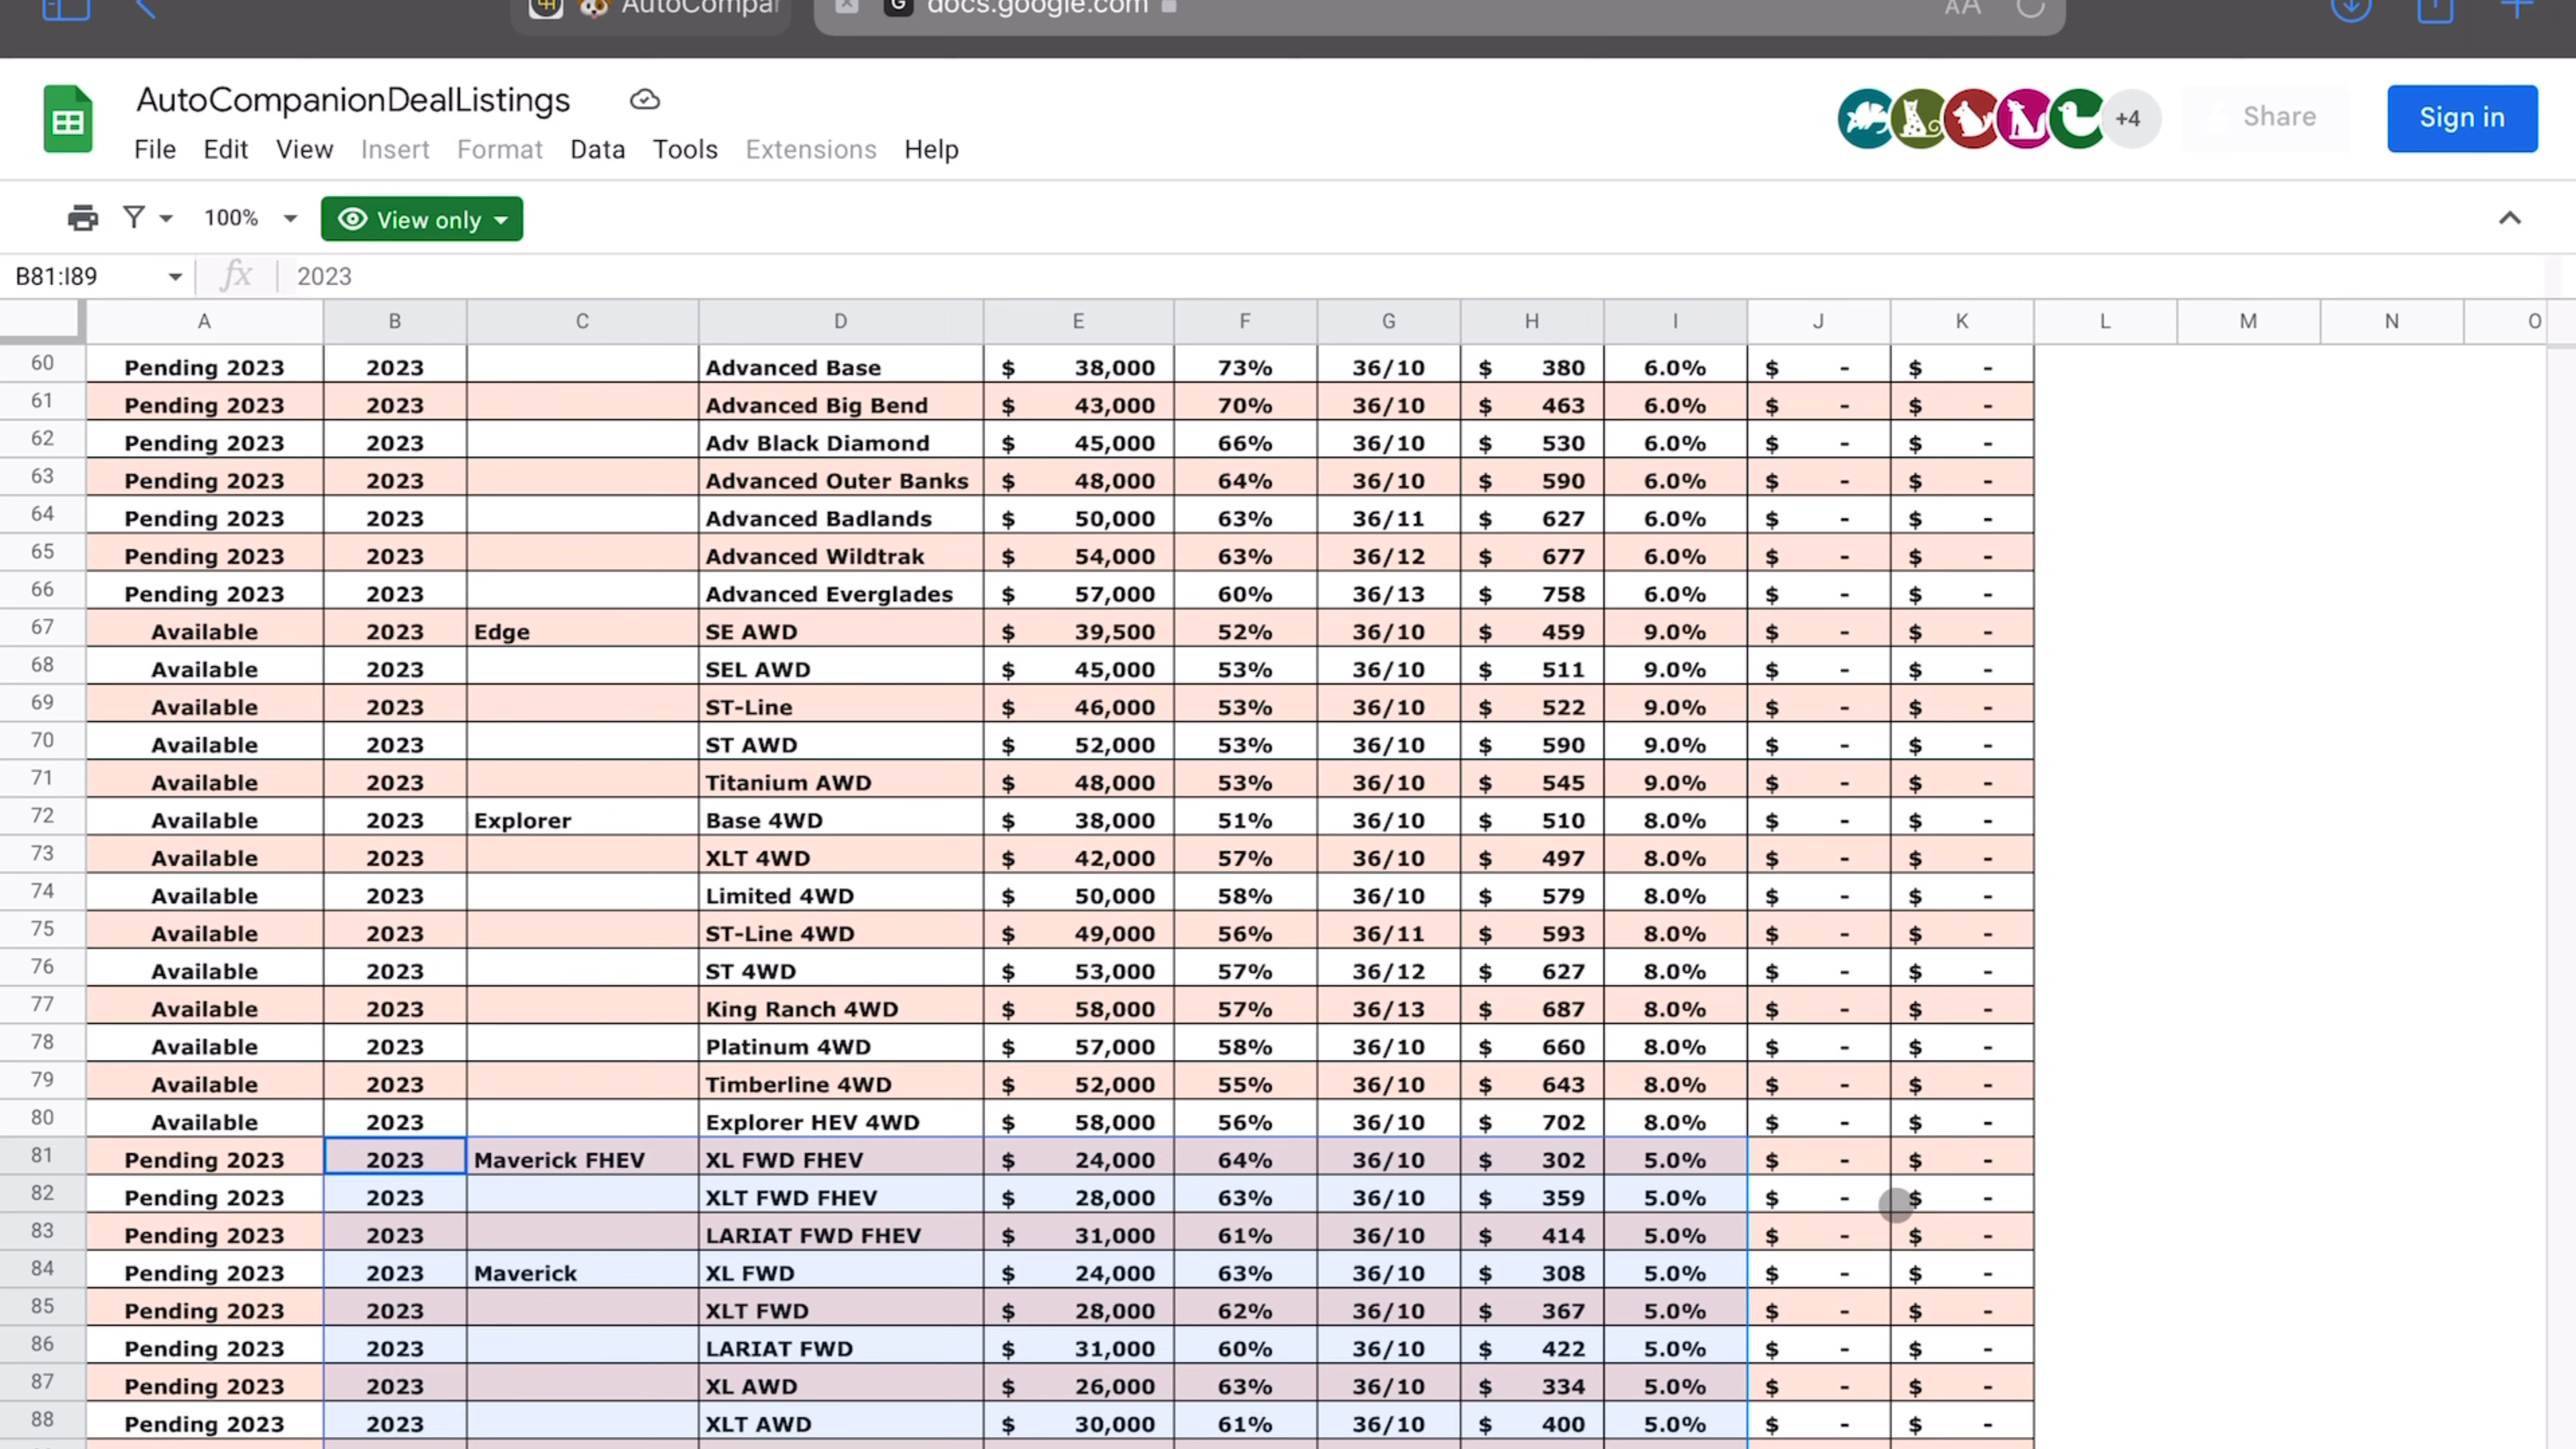 AutoCompan
docs.google.com
AA
AutoCompanionDealListings
File Edit View Insert Format Data Tools Extensions Help
+4
Share
Sign in
100%
View only
B81:I89
fx
2023
A B C D E F G H I J K L M N O
60 Pending 2023 2023 Advanced Base $ 38,000 73% 36/10 $ 380 6.0% $ - $ -
61 Pending 2023 2023 Advanced Big Bend $ 43,000 70% 36/10 $ 463 6.0% $ - $ -
62 Pending 2023 2023 Adv Black Diamond $ 45,000 66% 36/10 $ 530 6.0% $ - $ -
63 Pending 2023 2023 Advanced Outer Banks $ 48,000 64% 36/10 $ 590 6.0% $ - $ -
64 Pending 2023 2023 Advanced Badlands $ 50,000 63% 36/11 $ 627 6.0% $ - $ -
65 Pending 2023 2023 Advanced Wildtrak $ 54,000 63% 36/12 $ 677 6.0% $ - $ -
66 Pending 2023 2023 Advanced Everglades $ 57,000 60% 36/13 $ 758 6.0% $ - $ -
67 Available 2023 Edge SE AWD $ 39,500 52% 36/10 $ 459 9.0% $ - $ -
68 Available 2023 SEL AWD $ 45,000 53% 36/10 $ 511 9.0% $ - $ -
69 Available 2023 ST-Line $ 46,000 53% 36/10 $ 522 9.0% $ - $ -
70 Available 2023 ST AWD $ 52,000 53% 36/10 $ 590 9.0% $ - $ -
71 Available 2023 Titanium AWD $ 48,000 53% 36/10 $ 545 9.0% $ - $ -
72 Available 2023 Explorer Base 4WD $ 38,000 51% 36/10 $ 510 8.0% $ - $ -
73 Available 2023 XLT 4WD $ 42,000 57% 36/10 $ 497 8.0% $ - $ -
74 Available 2023 Limited 4WD $ 50,000 58% 36/10 $ 579 8.0% $ - $ -
75 Available 2023 ST-Line 4WD $ 49,000 56% 36/11 $ 593 8.0% $ - $ -
76 Available 2023 ST 4WD $ 53,000 57% 36/12 $ 627 8.0% $ - $ -
77 Available 2023 King Ranch 4WD $ 58,000 57% 36/13 $ 687 8.0% $ - $ -
78 Available 2023 Platinum 4WD $ 57,000 58% 36/10 $ 660 8.0% $ - $ -
79 Available 2023 Timberline 4WD $ 52,000 55% 36/10 $ 643 8.0% $ - $ -
80 Available 2023 Explorer HEV 4WD $ 58,000 56% 36/10 $ 702 8.0% $ - $ -
81 Pending 2023 2023 Maverick FHEV XL FWD FHEV $ 24,000 64% 36/10 $ 302 5.0% $ - $ -
82 Pending 2023 2023 XLT FWD FHEV $ 28,000 63% 36/10 $ 359 5.0% $ - $ -
83 Pending 2023 2023 LARIAT FWD FHEV $ 31,000 61% 36/10 $ 414 5.0% $ - $ -
84 Pending 2023 2023 Maverick XL FWD $ 24,000 63% 36/10 $ 308 5.0% $ - $ -
85 Pending 2023 2023 XLT FWD $ 28,000 62% 36/10 $ 367 5.0% $ - $ -
86 Pending 2023 2023 LARIAT FWD $ 31,000 60% 36/10 $ 422 5.0% $ - $ -
87 Pending 2023 2023 XL AWD $ 26,000 63% 36/10 $ 334 5.0% $ - $ -
88 Pending 2023 2023 XLT AWD $ 30,000 61% 36/10 $ 400 5.0% $ - $ -